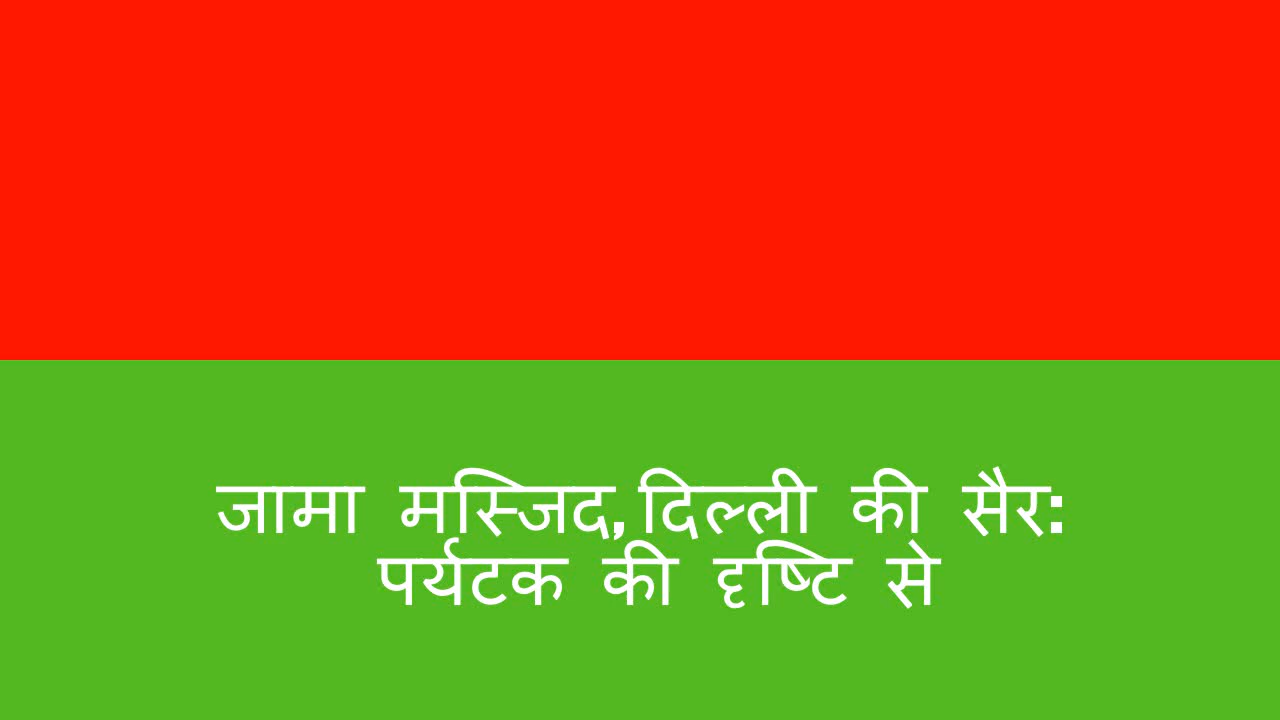 जामा मस्जिद, दिल्ली की सैर:
पर्यटक की दृष्टि से